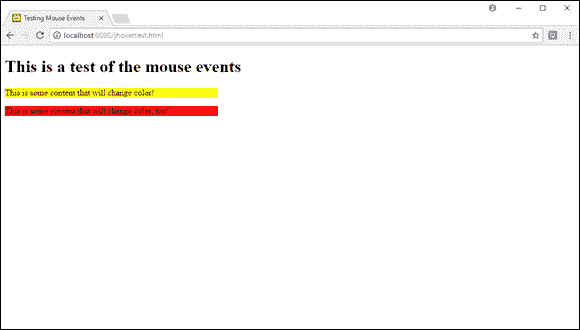 Testing Mouse Events
localhost:8080/jhovertest.html
This is a test of the mouse events
This is some content that will change color!
This is some content that will change color, too!